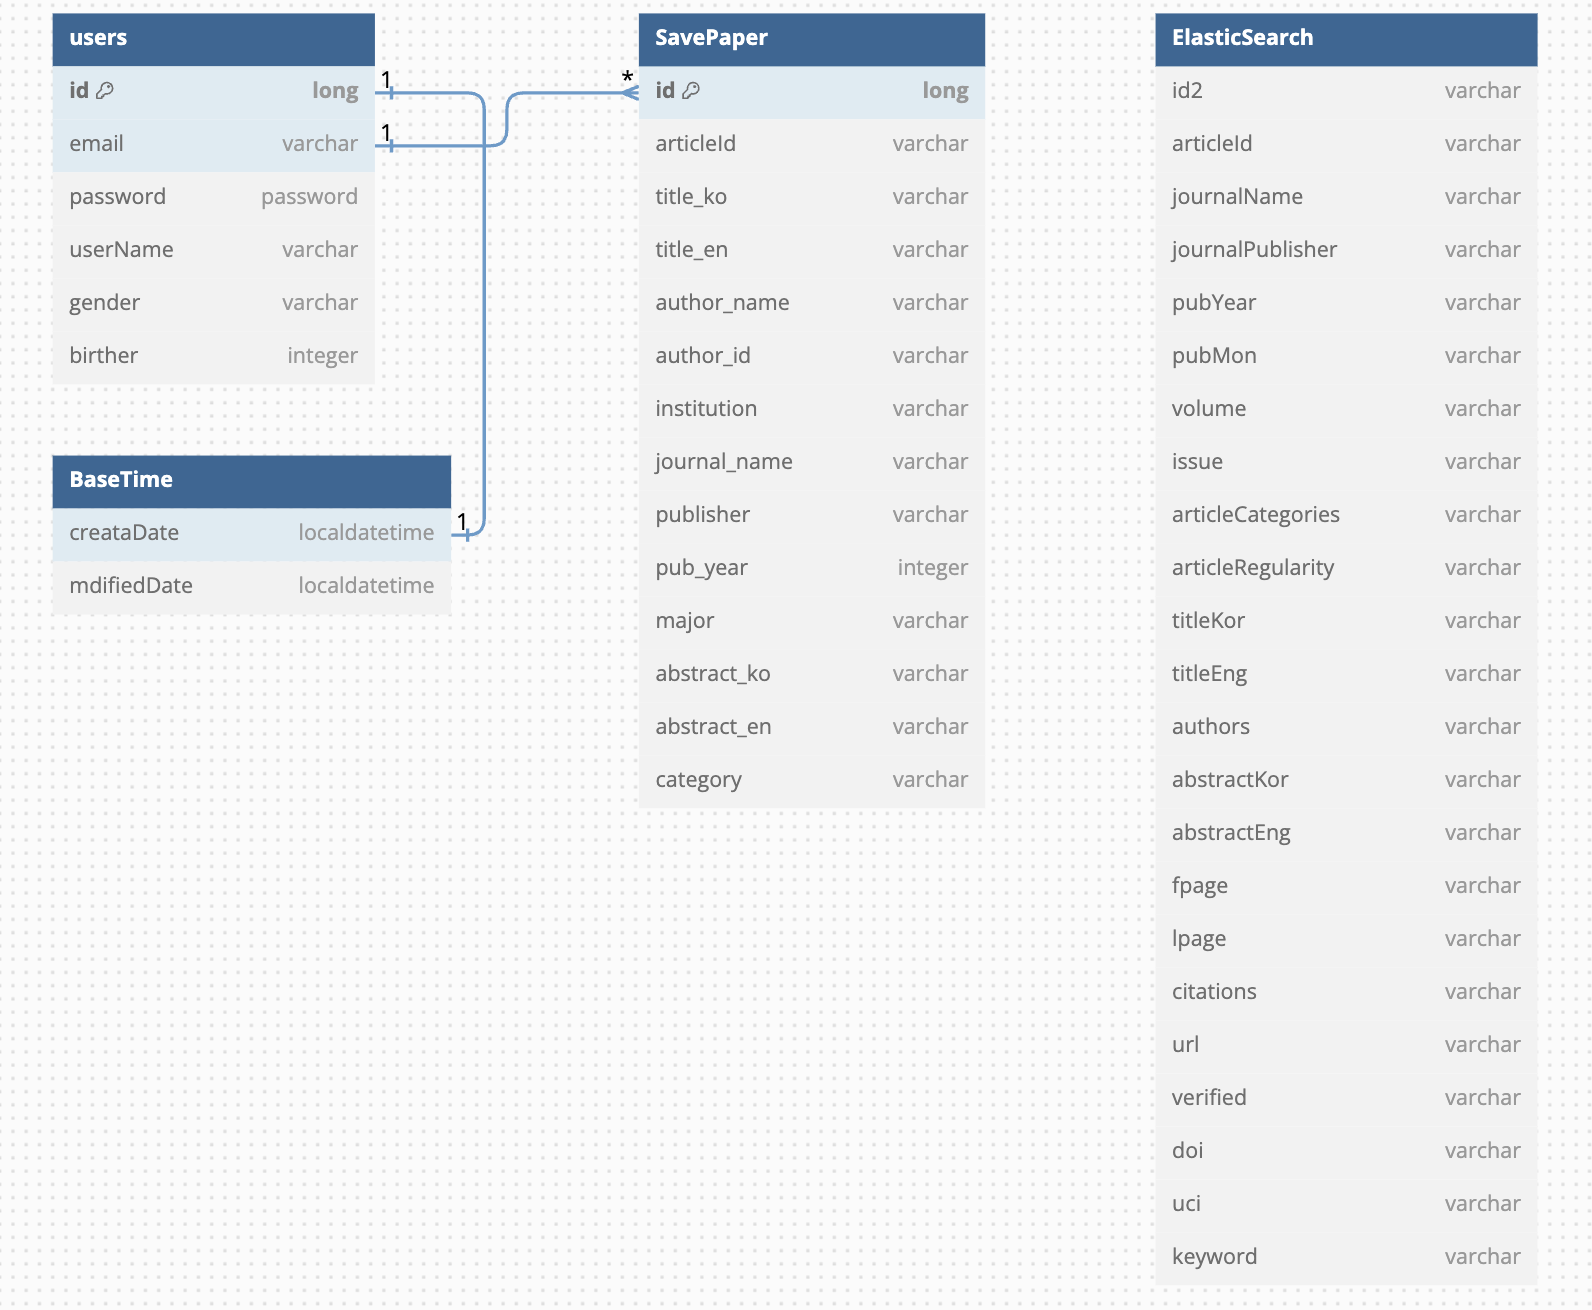 users
id long
email varchar
password password
userName varchar
gender varchar
birther integer
1
1
*
BaseTime
creataDate localdatetime
mdifiedDate localdatetime
1
SavePaper
id long
articleId varchar
title_ko varchar
title_en varchar
author_name varchar
author_id varchar
institution varchar
journal_name varchar
publisher varchar
pub_year integer
major varchar
abstract_ko varchar
abstract_en varchar
category varchar
ElasticSearch
id2 varchar
articleId varchar
journalName varchar
journalPublisher varchar
pubYear varchar
pubMon varchar
volume varchar
issue varchar
articleCategories varchar
articleRegularity varchar
titleKor varchar
titleEng varchar
authors varchar
abstractKor varchar
abstractEng varchar
fpage varchar
lpage varchar
citations varchar
url varchar
verified varchar
doi varchar
uci varchar
keyword varchar